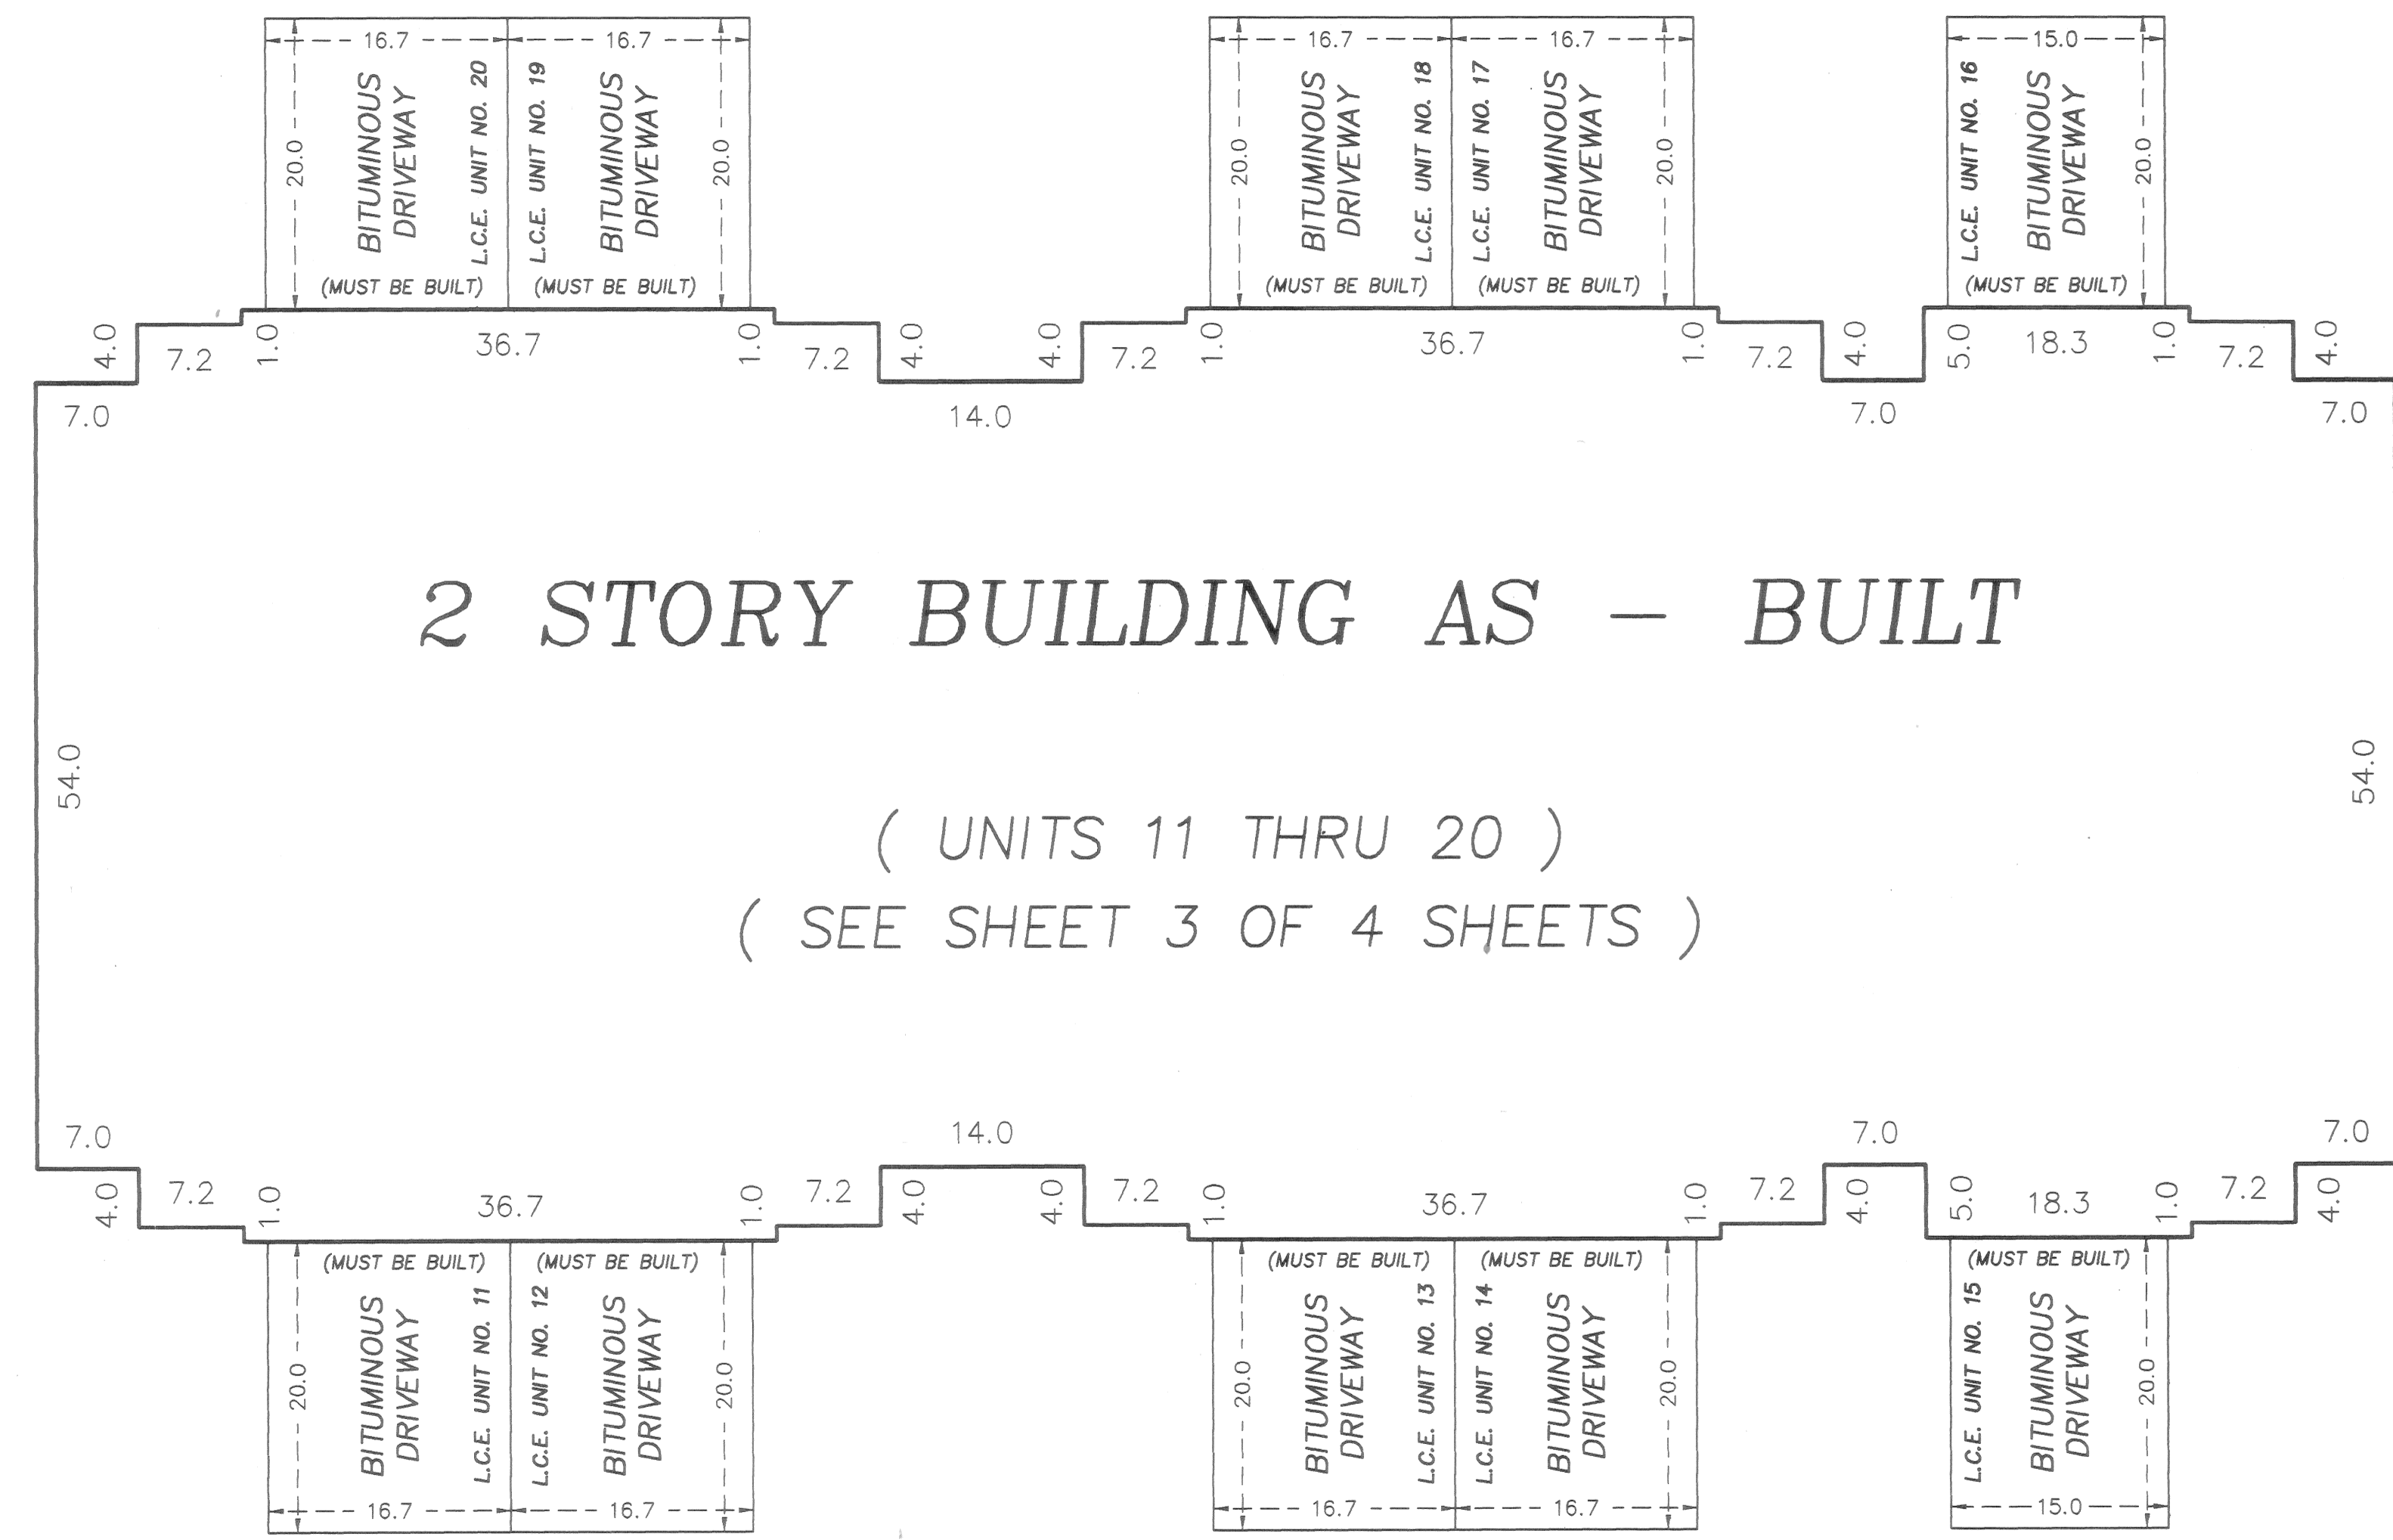 16.7 16.7 16.7 16.7 15.0
20.0 BITUMINOUS DRIVEWAY L.C.E. UNIT NO. 20 L.C.E. UNIT NO. 19 BITUMINOUS DRIVEWAY 20.0
20.0 BITUMINOUS DRIVEWAY L.C.E. UNIT NO. 18 L.C.E. UNIT NO. 17 BITUMINOUS DRIVEWAY 20.0
L.C.E. UNIT NO. 16 BITUMINOUS DRIVEWAY 20.0
(MUST BE BUILT) (MUST BE BUILT) (MUST BE BUILT) (MUST BE BUILT) (MUST BE BUILT)
4.0 7.2 1.0 36.7 1.0 7.2 4.0 4.0 7.2 1.0 36.7 1.0 7.2 4.0 5.0 18.3 1.0 7.2 4.0
7.0 14.0 7.0 7.0
2 STORY BUILDING AS - BUILT
54.0 54.0
( UNITS 11 THRU 20 )
( SEE SHEET 3 OF 4 SHEETS )
7.0 14.0 7.0 7.0
4.0 7.2 1.0 36.7 1.0 7.2 4.0 4.0 7.2 1.0 36.7 1.0 7.2 4.0 5.0 18.3 1.0 7.2 4.0
(MUST BE BUILT) (MUST BE BUILT) (MUST BE BUILT) (MUST BE BUILT) (MUST BE BUILT)
20.0 BITUMINOUS DRIVEWAY L.C.E. UNIT NO. 11 L.C.E. UNIT NO. 12 BITUMINOUS DRIVEWAY 20.0
20.0 BITUMINOUS DRIVEWAY L.C.E. UNIT NO. 13 L.C.E. UNIT NO. 14 BITUMINOUS DRIVEWAY 20.0
L.C.E. UNIT NO. 15 BITUMINOUS DRIVEWAY 20.0
16.7 16.7 16.7 16.7 15.0